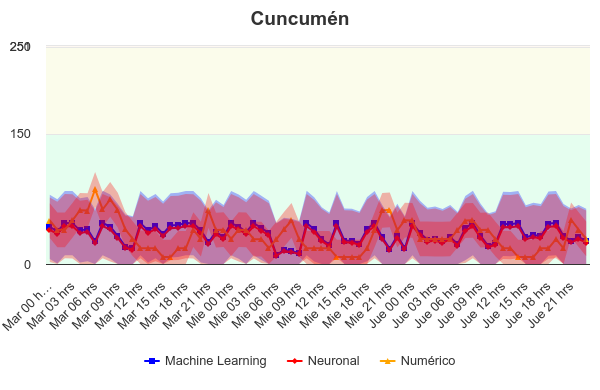 Cuncumén
250
150
0
Mar 00 h...
Mar 03 hrs
Mar 06 hrs
Mar 09 hrs
Mar 12 hrs
Mar 15 hrs
Mar 18 hrs
Mar 21 hrs
Mie 00 hrs
Mie 03 hrs
Mie 06 hrs
Mie 09 hrs
Mie 12 hrs
Mie 15 hrs
Mie 18 hrs
Mie 21 hrs
Jue 00 hrs
Jue 03 hrs
Jue 06 hrs
Jue 09 hrs
Jue 12 hrs
Jue 15 hrs
Jue 18 hrs
Jue 21 hrs
Machine Learning Neuronal Numérico